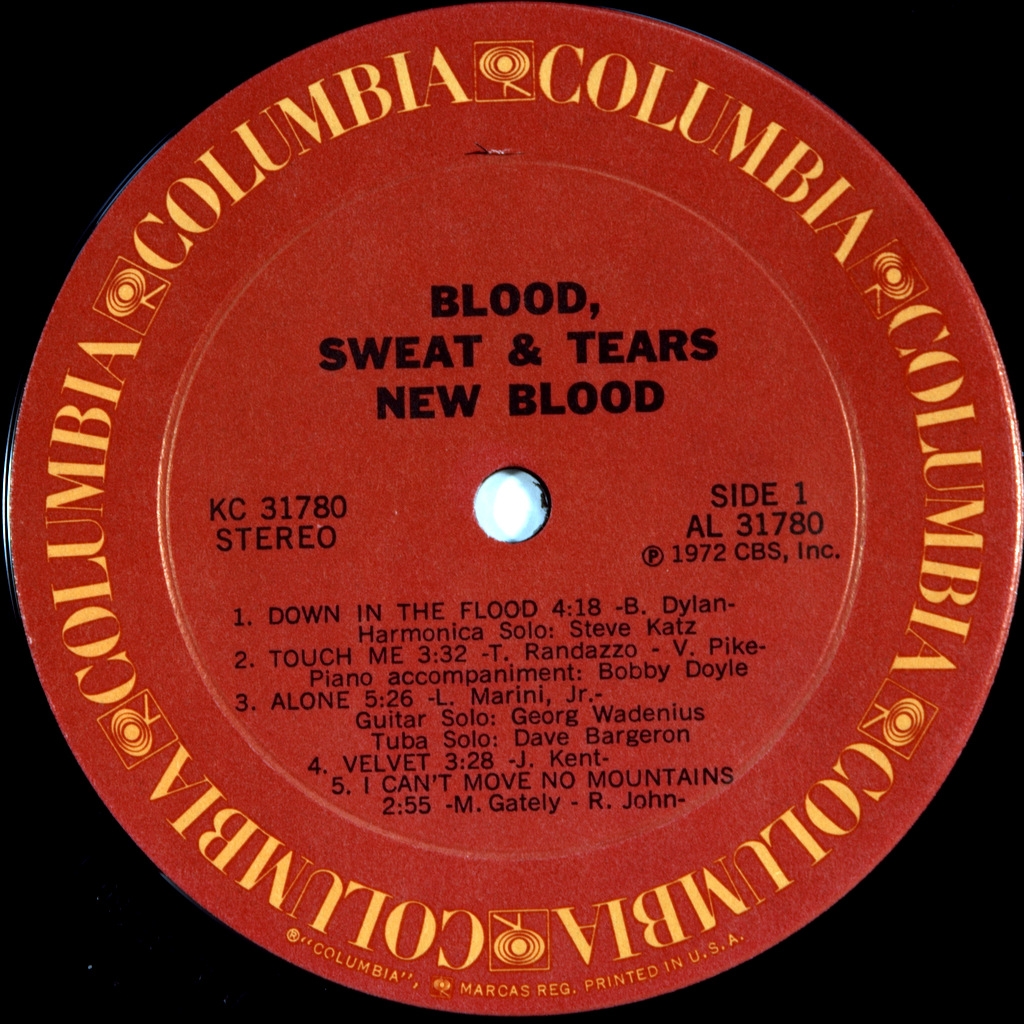 COLUMBIA COLUMBIA COLUMBIA COLUMBIA COLUMBIA COLUMBIA
BLOOD,
SWEAT & TEARS
NEW BLOOD
KC 31780
STEREO
SIDE 1
AL 31780
Ⓟ 1972 CBS, Inc.
1. DOWN IN THE FLOOD 4:18 -B. Dylan-
Harmonica Solo: Steve Katz
2. TOUCH ME 3:32 -T. Randazzo - V. Pike-
Piano accompaniment: Bobby Doyle
3. ALONE 5:26 -L. Marini, Jr.-
Guitar Solo: Georg Wadenius
Tuba Solo: Dave Bargeron
4. VELVET 3:28 -J. Kent-
5. I CAN'T MOVE NO MOUNTAINS
2:55 -M. Gately - R. John-
®"COLUMBIA", MARCAS REG. PRINTED IN U.S.A.